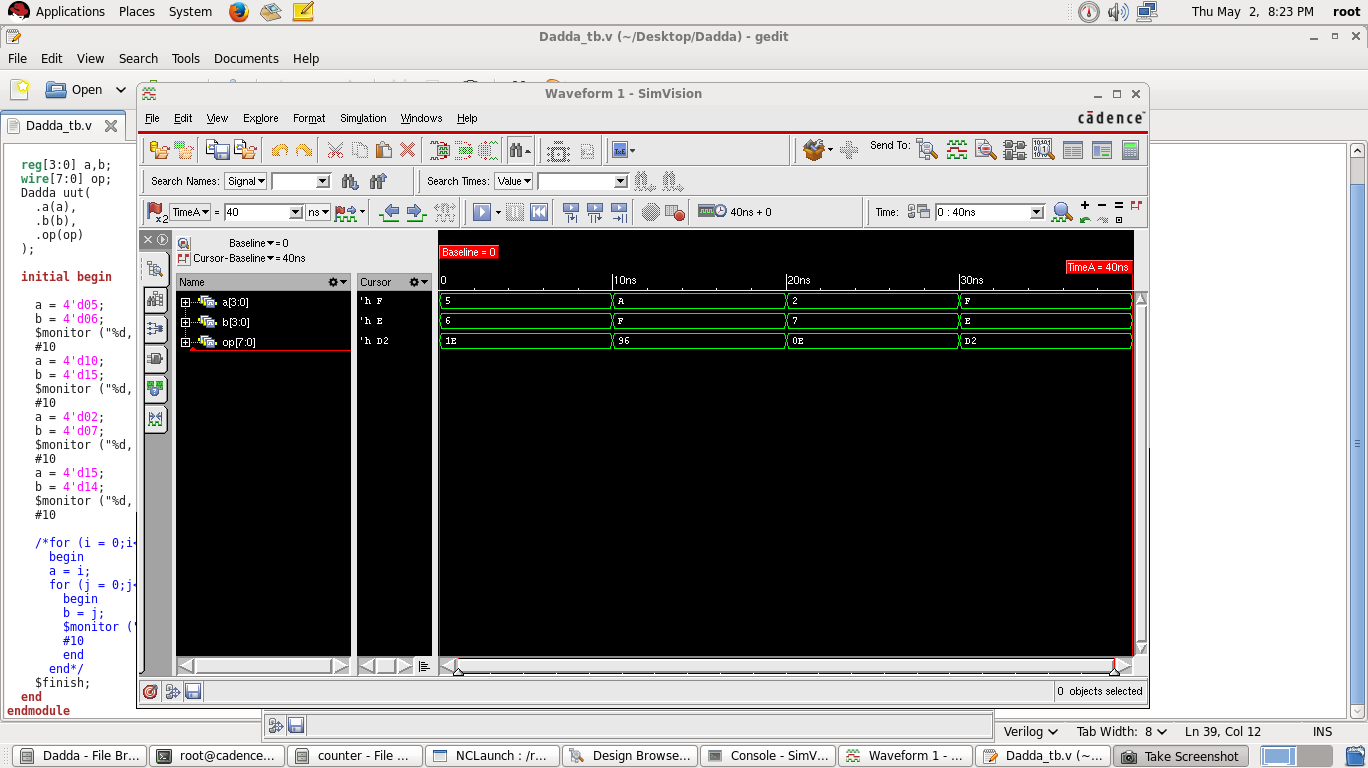 Applications Places System Thu May 2, 8:23 PM root
Dadda_tb.v (~/Desktop/Dadda) - gedit
File Edit View Search Tools Documents Help
Open
Dadda_tb.v
reg[3:0] a,b;
wire[7:0] op;
Dadda uut(
.a(a),
.b(b),
.op(op)
);
initial begin
a = 4'd05;
b = 4'd06;
$monitor ("%d,
#10
a = 4'd10;
b = 4'd15;
$monitor ("%d,
#10
a = 4'd02;
b = 4'd07;
$monitor ("%d,
#10
a = 4'd15;
b = 4'd14;
$monitor ("%d,
#10
/*for (i = 0;i<
begin
a = i;
for (j = 0;j<
begin
b = j;
$monitor ("
#10
end
end*/
$finish;
end
endmodule
Waveform 1 - SimVision
File Edit View Explore Format Simulation Windows Help
cādence
Send To:
Search Names: Signal Search Times: Value
x2 TimeA = 40 ns 40ns + 0 Time: 0 : 40ns
Baseline = 0
Cursor-Baseline = 40ns
Baseline = 0
TimeA = 40ns
Name Cursor 0 10ns 20ns 30ns
a[3:0] 'h F 5 A 2 F
b[3:0] 'h E 6 F 7 E
op[7:0] 'h D2 1E 96 0E D2
0 objects selected
Verilog Tab Width: 8 Ln 39, Col 12 INS
Dadda - File Br... root@cadence... counter - File ... NCLaunch : /r... Design Browse... Console - SimV... Waveform 1 - ... Dadda_tb.v (~... Take Screenshot